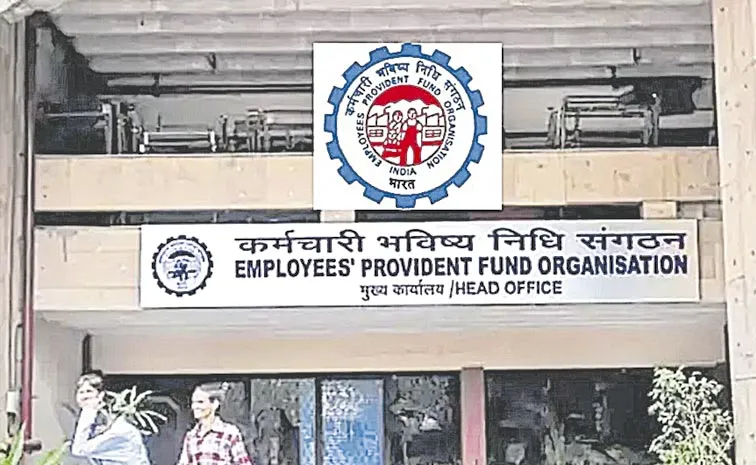 कर्मचारी भविष्य निधि संगठन
EMPLOYEES PROVIDENT FUND ORGANISATION
INDIA
भारत
कर्मचारी भविष्य निधि संगठन
EMPLOYEES' PROVIDENT FUND ORGANISATION
मुख्य कार्यालय /HEAD OFFICE